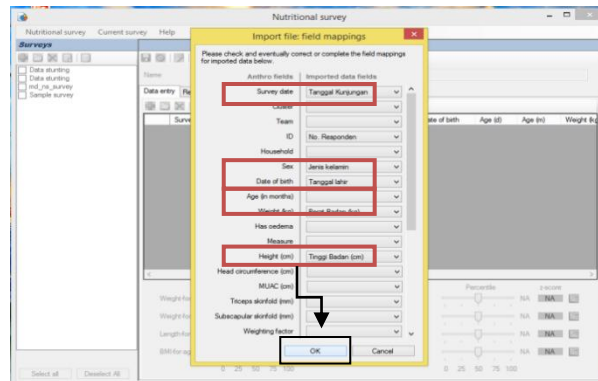 Nutritional survey
Nutritional survey Current survey Help
Surveys
Data stunting
Data stunting
md_ns_survey
Sample survey
Name
Data entry
Import file: field mappings
Please check and eventually correct or complete the field mappings
for imported data below.
Anthro fields Imported data fields
Survey date Tanggal Kunjungan
Cluster
Team
ID No. Responden
Household
Sex Jenis kelamin
Date of birth Tanggal lahir
Age (in months)
Weight (kg) Berat Badan (kg)
Has oedema
Measure
Height (cm) Tinggi Badan (cm)
Head circumference (cm)
MUAC (cm)
Triceps skinfold (mm)
Subscapular skinfold (mm)
Weighting factor
OK Cancel
Age (d) Age (m) Weight (kg
Percentile z-score
NA NA
NA NA
NA NA
NA NA
0 25 50 75 100
0 25 50 75 100
Select all Deselect All